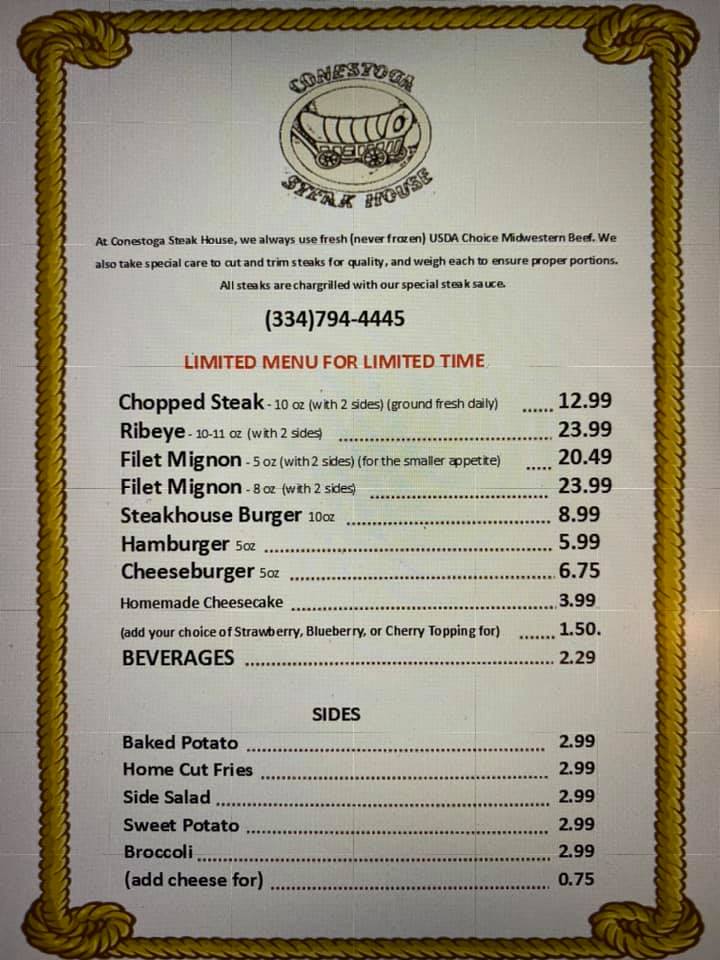 CONESTOGA
STEAK HOUSE
At Conestoga Steak House, we always use fresh (never frozen) USDA Choice Midwestern Beef. We
also take special care to cut and trim steaks for quality, and weigh each to ensure proper portions.
All steaks are chargrilled with our special steak sauce.
(334)794-4445
LIMITED MENU FOR LIMITED TIME
Chopped Steak - 10 oz (with 2 sides) (ground fresh daily) ...... 12.99
Ribeye - 10-11 oz (with 2 sides) ........ 23.99
Filet Mignon - 5 oz (with 2 sides) (for the smaller appetite) ..... 20.49
Filet Mignon - 8 oz (with 2 sides) ........ 23.99
Steakhouse Burger 10oz ........ 8.99
Hamburger 5oz ........ 5.99
Cheeseburger 5oz ........ 6.75
Homemade Cheesecake ........ 3.99
(add your choice of Strawberry, Blueberry, or Cherry Topping for) ....... 1.50.
BEVERAGES ........ 2.29
SIDES
Baked Potato ........ 2.99
Home Cut Fries ........ 2.99
Side Salad ........ 2.99
Sweet Potato ........ 2.99
Broccoli ........ 2.99
(add cheese for) ........ 0.75